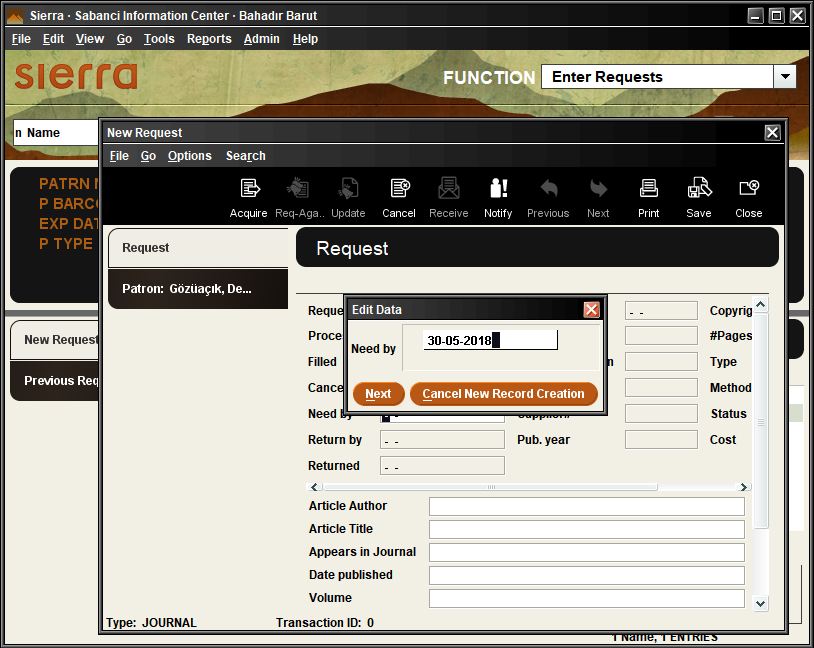 Sierra · Sabanci Information Center · Bahadır Barut
File Edit View Go Tools Reports Admin Help
sierra
FUNCTION Enter Requests
n Name
PATRN N
P BARCO
EXP DAT
P TYPE
New Request
Previous Req
New Request
File Go Options Search
Acquire Req-Aga.. Update Cancel Receive Notify Previous Next Print Save Close
Request
Patron: Gözüaçık, De...
Request
Reque - - Copyrig
Proces #Pages
Filled n Type
Cance Method
Need by - Supplier# Status
Return by - - Pub. year Cost
Returned - -
Edit Data
Need by 30-05-2018
Next Cancel New Record Creation
Article Author
Article Title
Appears in Journal
Date published
Volume
Type: JOURNAL Transaction ID: 0
1 Name, 1 ENTRIES